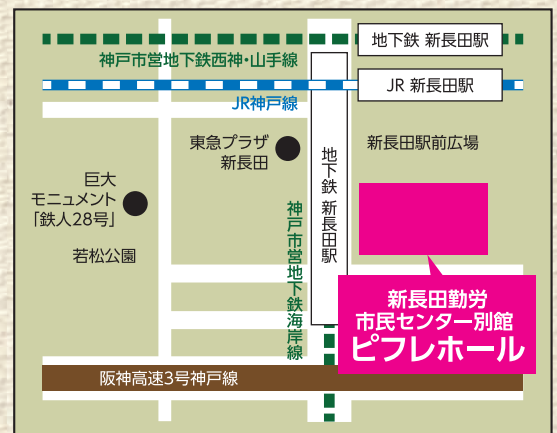 地下鉄 新長田駅
神戸市営地下鉄西神・山手線
JR 新長田駅
JR神戸線
東急プラザ
新長田
新長田駅前広場
地下鉄 新長田駅
巨大
モニュメント
「鉄人28号」
若松公園
神戸市営地下鉄海岸線
新長田勤労
市民センター別館
ピフレホール
阪神高速3号神戸線